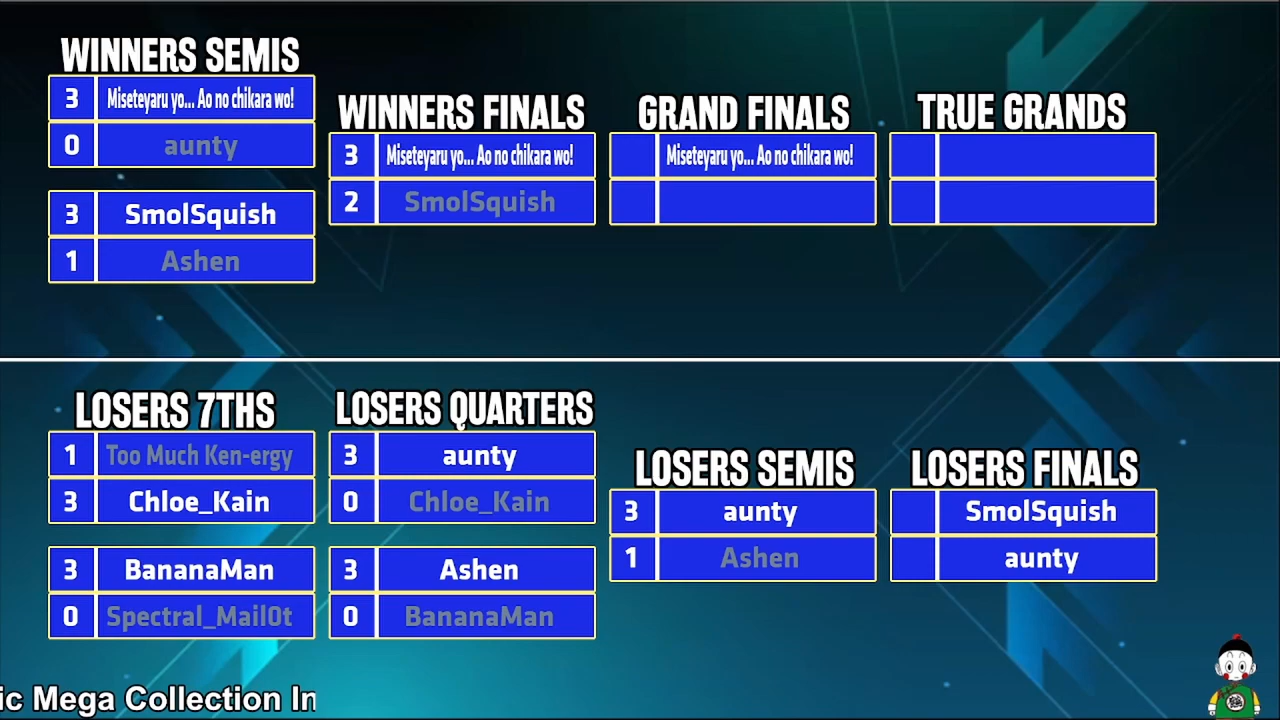 WINNERS SEMIS
3 Miseteyaru yo... Ao no chikara wo!
0 aunty
3 SmolSquish
1 Ashen
WINNERS FINALS
3 Miseteyaru yo... Ao no chikara wo!
2 SmolSquish
GRAND FINALS
Miseteyaru yo... Ao no chikara wo!
TRUE GRANDS
LOSERS 7THS
1 Too Much Ken-ergy
3 Chloe_Kain
3 BananaMan
0 Spectral_Mail0t
LOSERS QUARTERS
3 aunty
0 Chloe_Kain
3 Ashen
0 BananaMan
LOSERS SEMIS
3 aunty
1 Ashen
LOSERS FINALS
SmolSquish
aunty
ic Mega Collection In